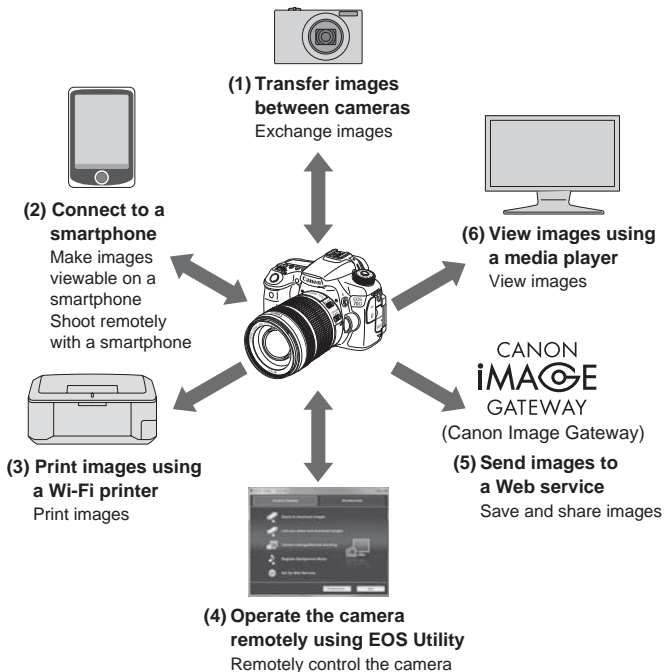 (1) Transfer images
between cameras
Exchange images
(2) Connect to a
smartphone
Make images
viewable on a
smartphone
Shoot remotely
with a smartphone
(6) View images using
a media player
View images
Canon
EOS
70D
CANON
iMAGE
GATEWAY
(Canon Image Gateway)
(3) Print images using
a Wi-Fi printer
Print images
(5) Send images to
a Web service
Save and share images
(4) Operate the camera
remotely using EOS Utility
Remotely control the camera